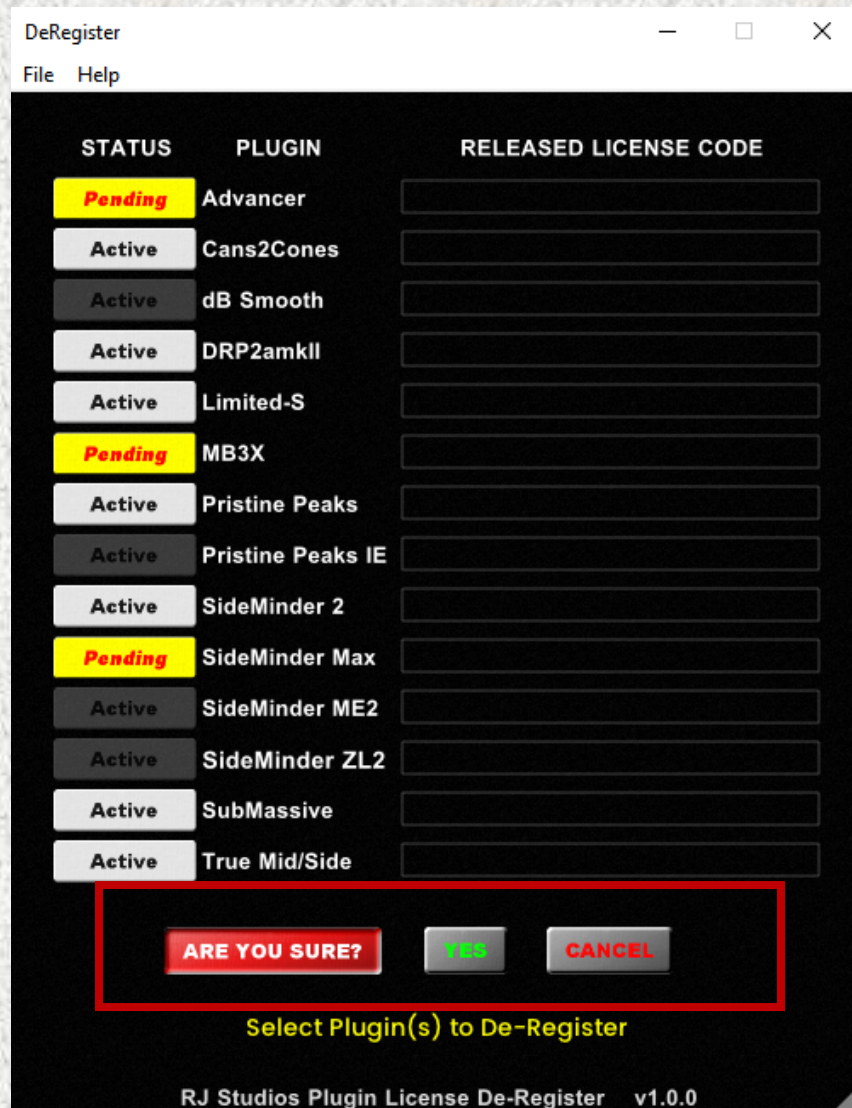 DeRegister
File Help
STATUS PLUGIN RELEASED LICENSE CODE
Pending Advancer
Active Cans2Cones
Active dB Smooth
Active DRP2amkII
Active Limited-S
Pending MB3X
Active Pristine Peaks
Active Pristine Peaks IE
Active SideMinder 2
Pending SideMinder Max
Active SideMinder ME2
Active SideMinder ZL2
Active SubMassive
Active True Mid/Side
ARE YOU SURE? YES CANCEL
Select Plugin(s) to De-Register
RJ Studios Plugin License De-Register v1.0.0